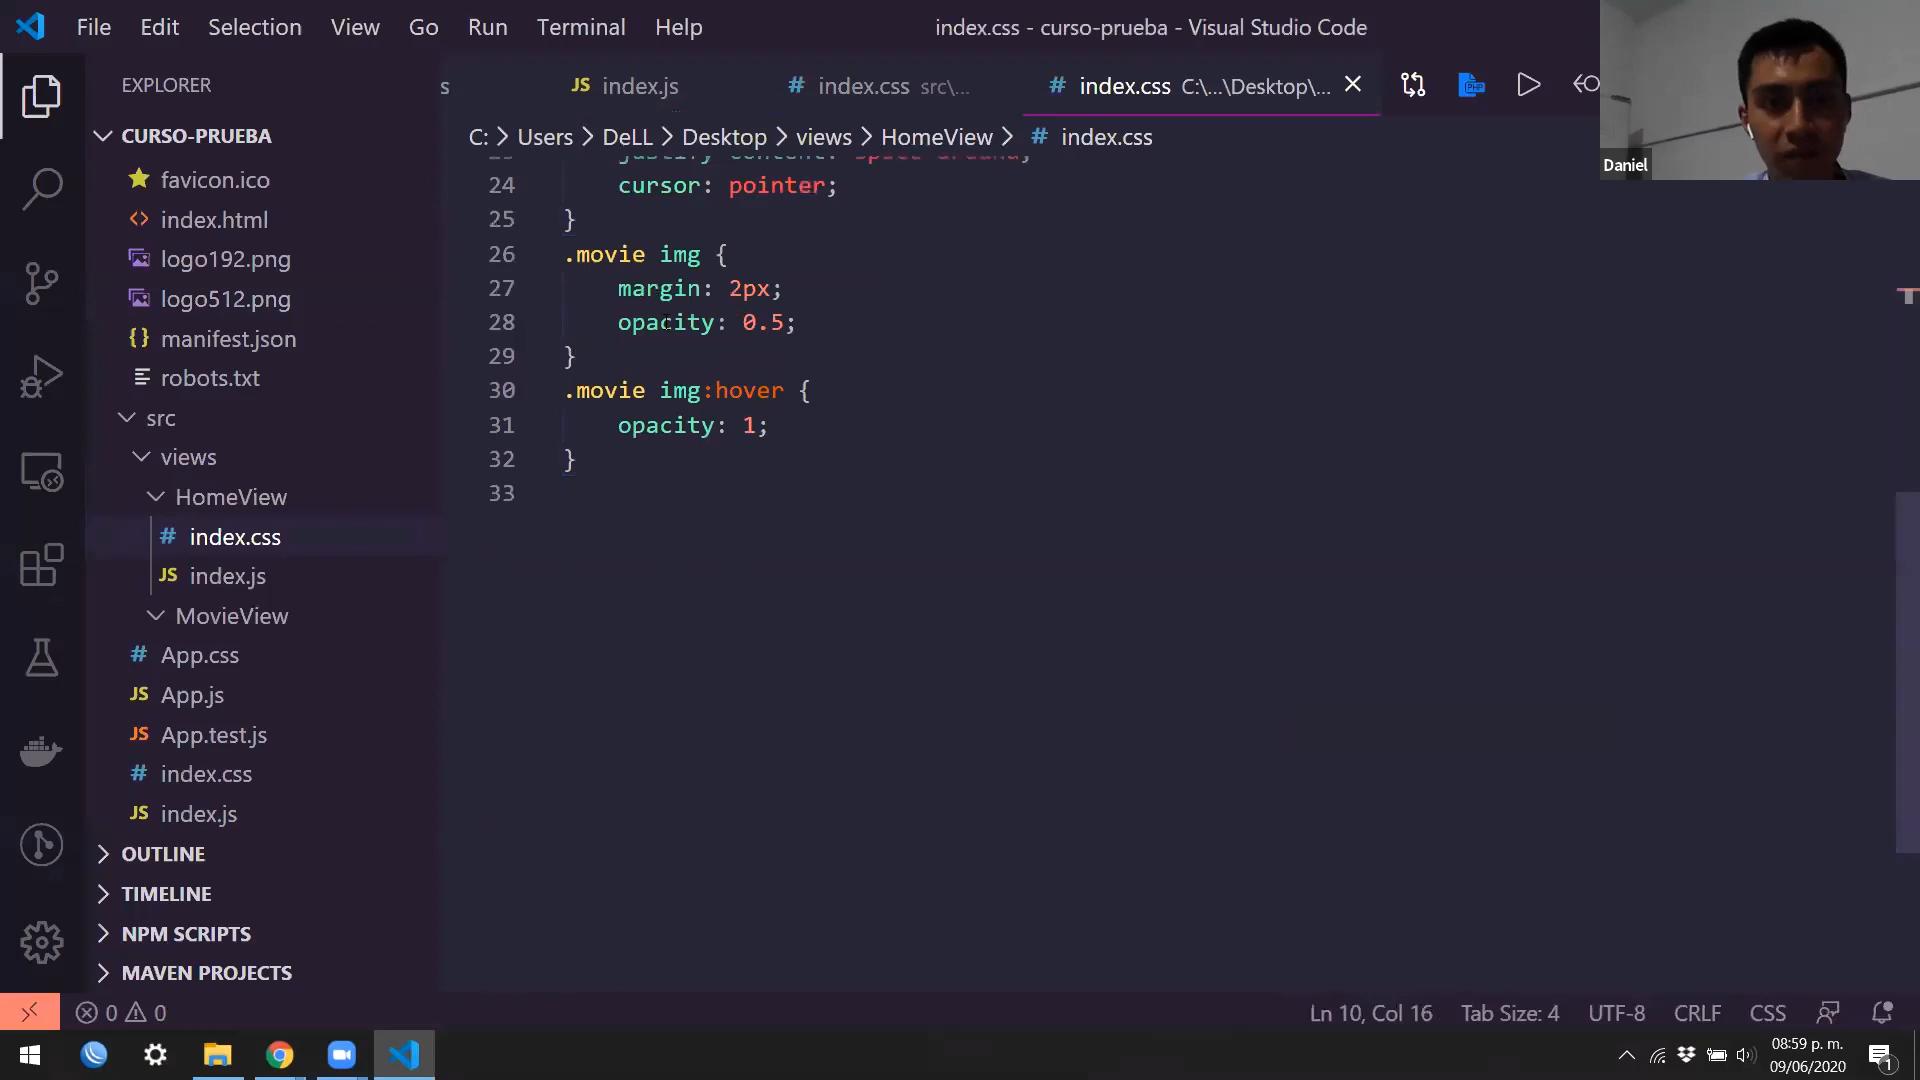 File Edit Selection View Go Run Terminal Help
index.css - curso-prueba - Visual Studio Code
Daniel
EXPLORER
s
JS index.js
# index.css src\...
# index.css C:\...\Desktop\...
C: > Users > DeLL > Desktop > views > HomeView > # index.css
CURSO-PRUEBA
favicon.ico
<> index.html
logo192.png
logo512.png
{} manifest.json
robots.txt
src
views
HomeView
# index.css
JS index.js
MovieView
# App.css
JS App.js
JS App.test.js
# index.css
JS index.js
OUTLINE
TIMELINE
NPM SCRIPTS
MAVEN PROJECTS
24 cursor: pointer;
25 }
26 .movie img {
27 margin: 2px;
28 opacity: 0.5;
29 }
30 .movie img:hover {
31 opacity: 1;
32 }
33
0 0
Ln 10, Col 16 Tab Size: 4 UTF-8 CRLF CSS
08:59 p. m.
09/06/2020
1